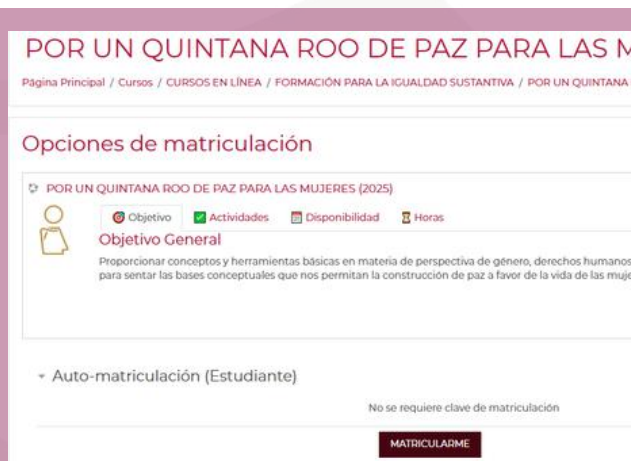 POR UN QUINTANA ROO DE PAZ PARA LAS
Página Principal / Cursos / CURSOS EN LÍNEA / FORMACIÓN PARA LA IGUALDAD SUSTANTIVA / POR UN QUINTANA
Opciones de matriculación
POR UN QUINTANA ROO DE PAZ PARA LAS MUJERES (2025)
Objetivo Actividades Disponibilidad Horas
Objetivo General
Proporcionar conceptos y herramientas básicas en materia de perspectiva de género, derechos humanos
para sentar las bases conceptuales que nos permitan la construcción de paz a favor de la vida de las
Auto-matriculación (Estudiante)
No se requiere clave de matriculación
MATRICULARME